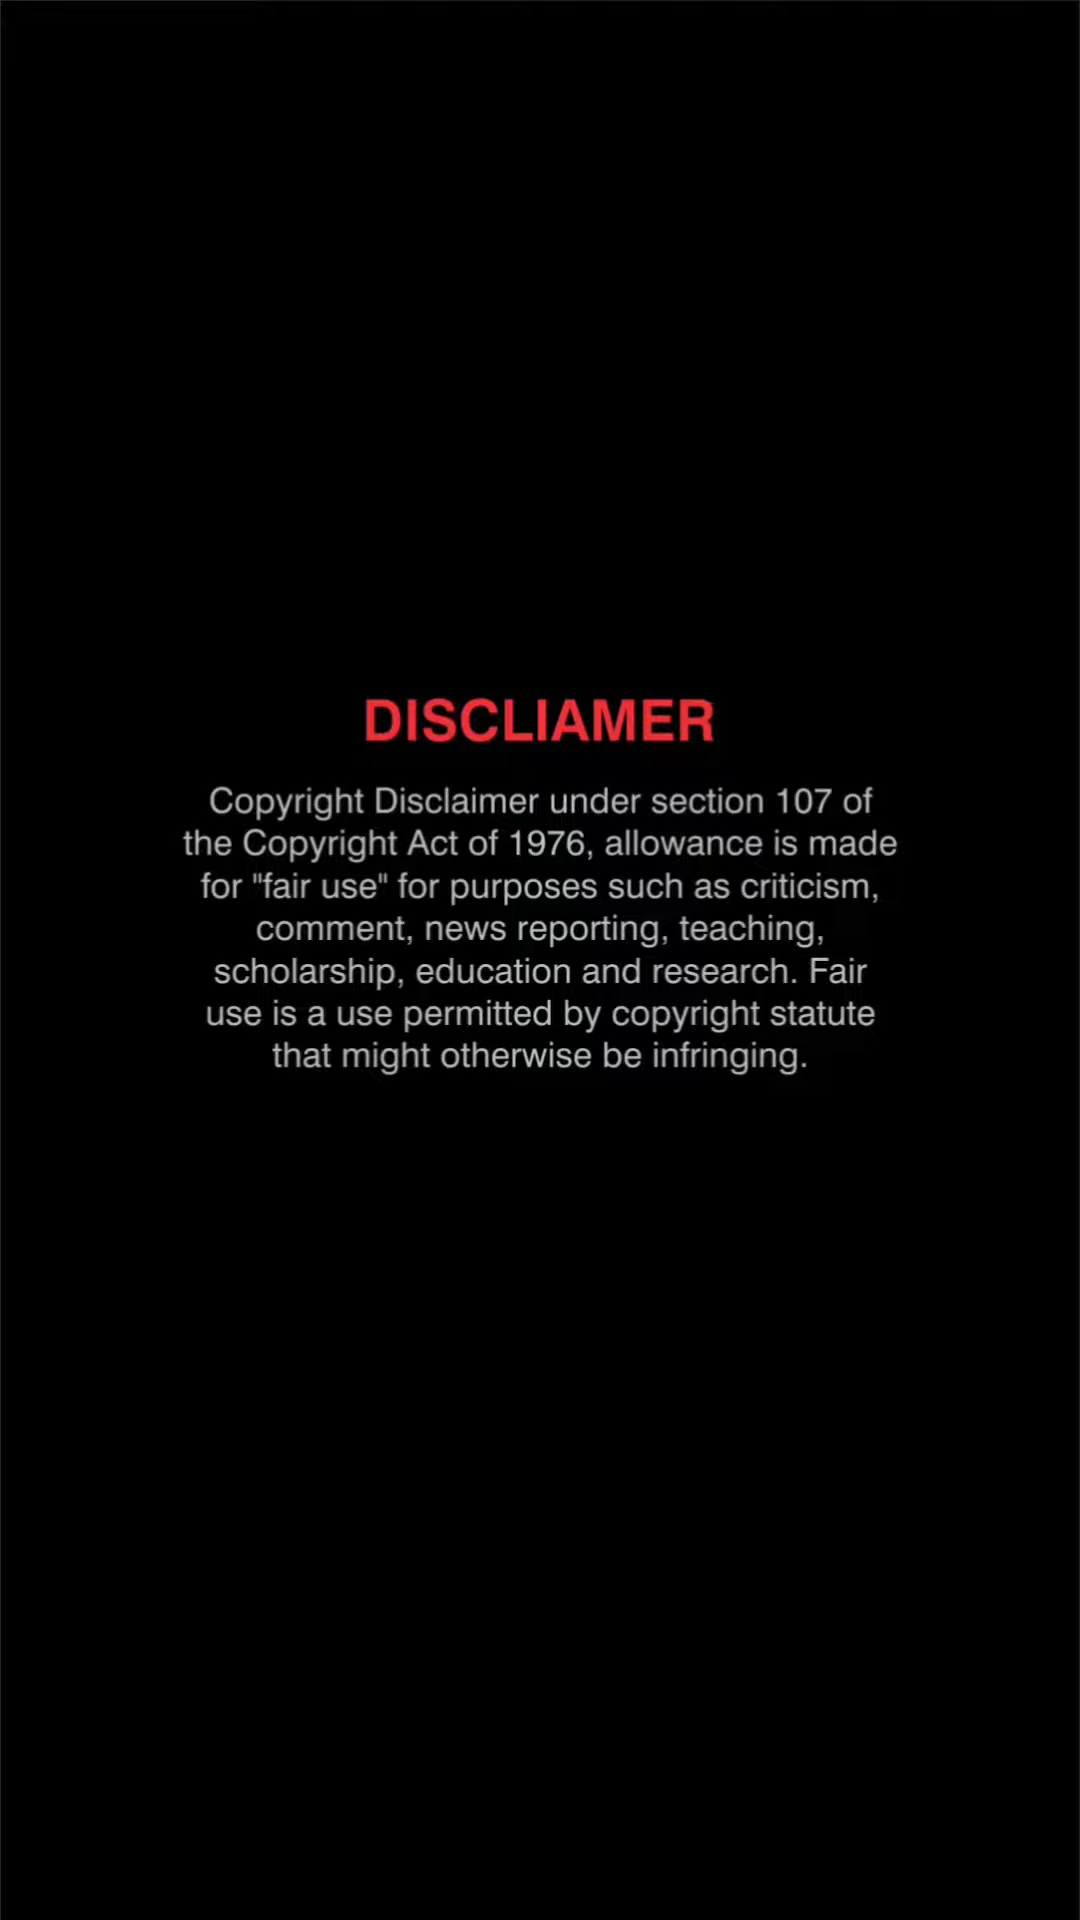 DISCLIAMER
Copyright Disclaimer under section 107 of
the Copyright Act of 1976, allowance is made
for "fair use" for purposes such as criticism,
comment, news reporting, teaching,
scholarship, education and research. Fair
use is a use permitted by copyright statute
that might otherwise be infringing.